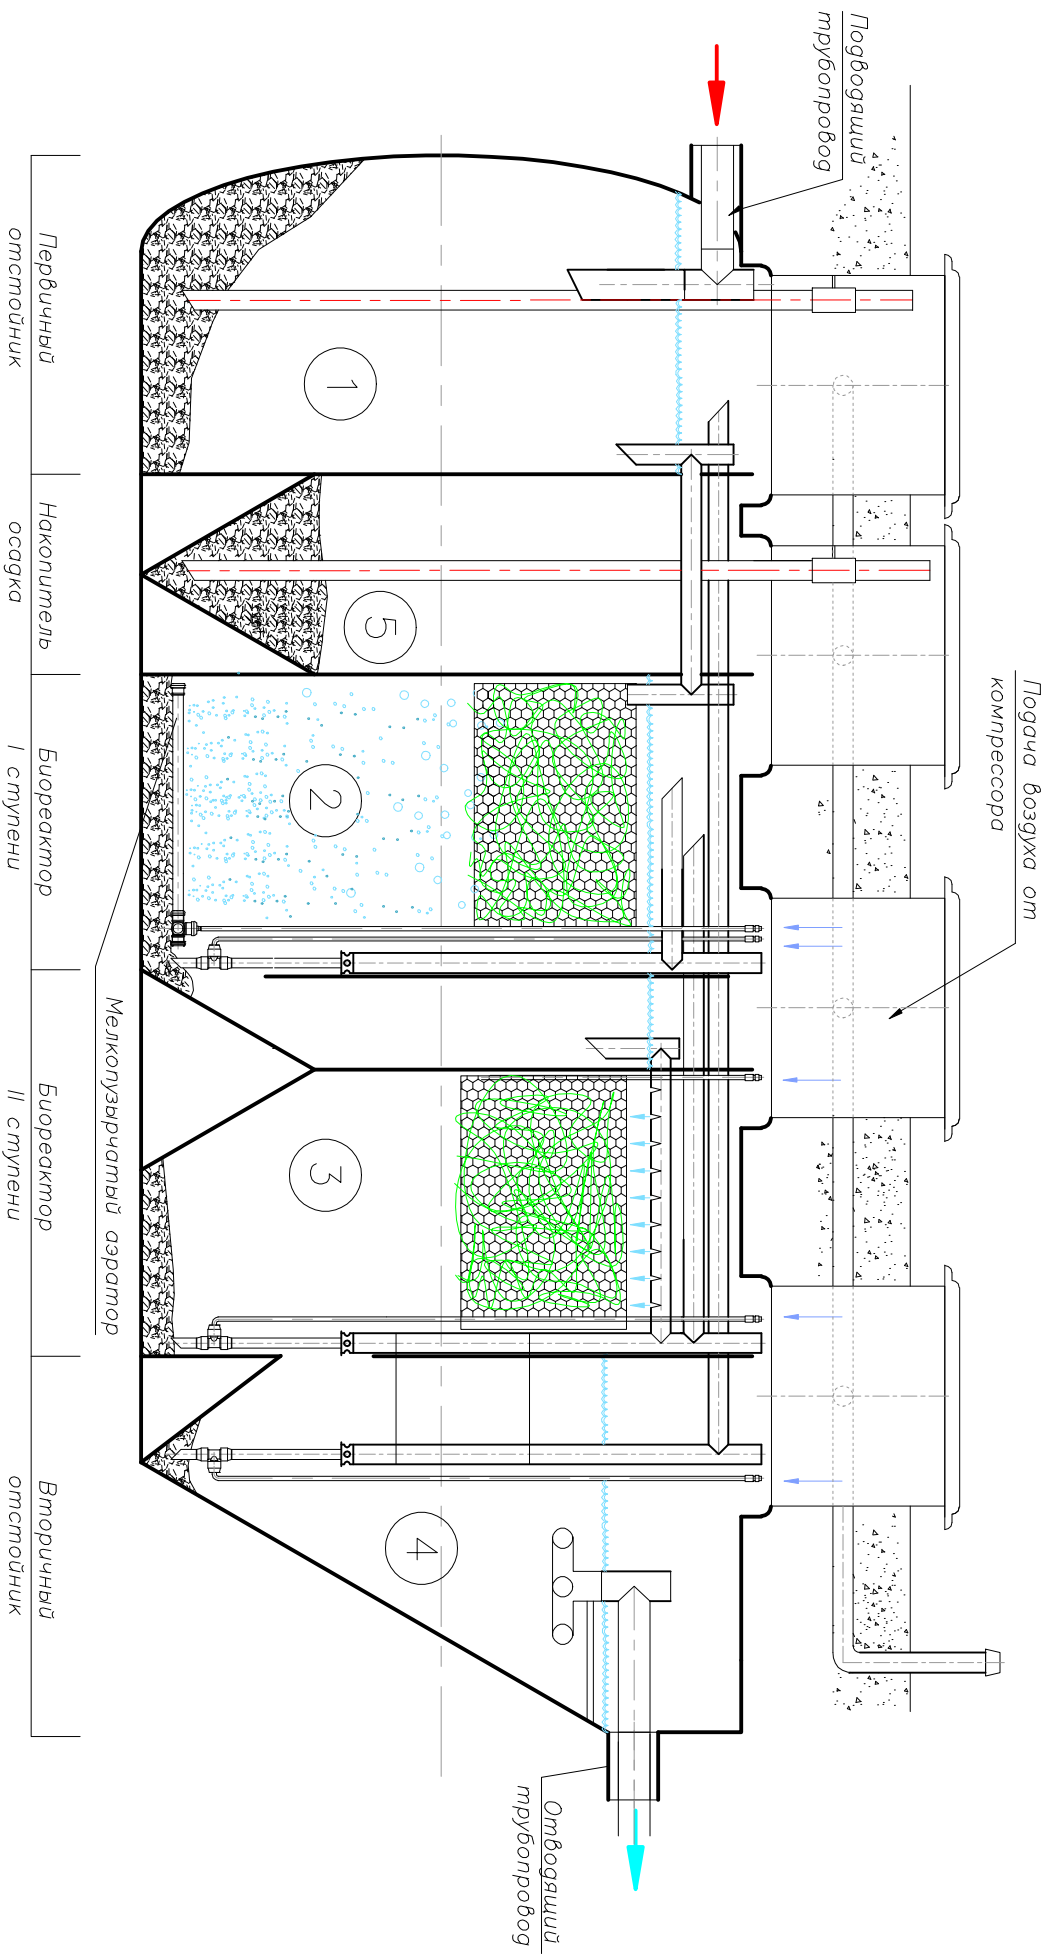 Подводящий
трубопровод
Подача воздуха от
компрессора
1
5
2
3
4
Мелкопузырчатый аэратор
Отводящий
трубопровод
Первичный
отстойник
Накопитель
осадка
Биореактор
I ступени
Биореактор
II ступени
Вторичный
отстойник